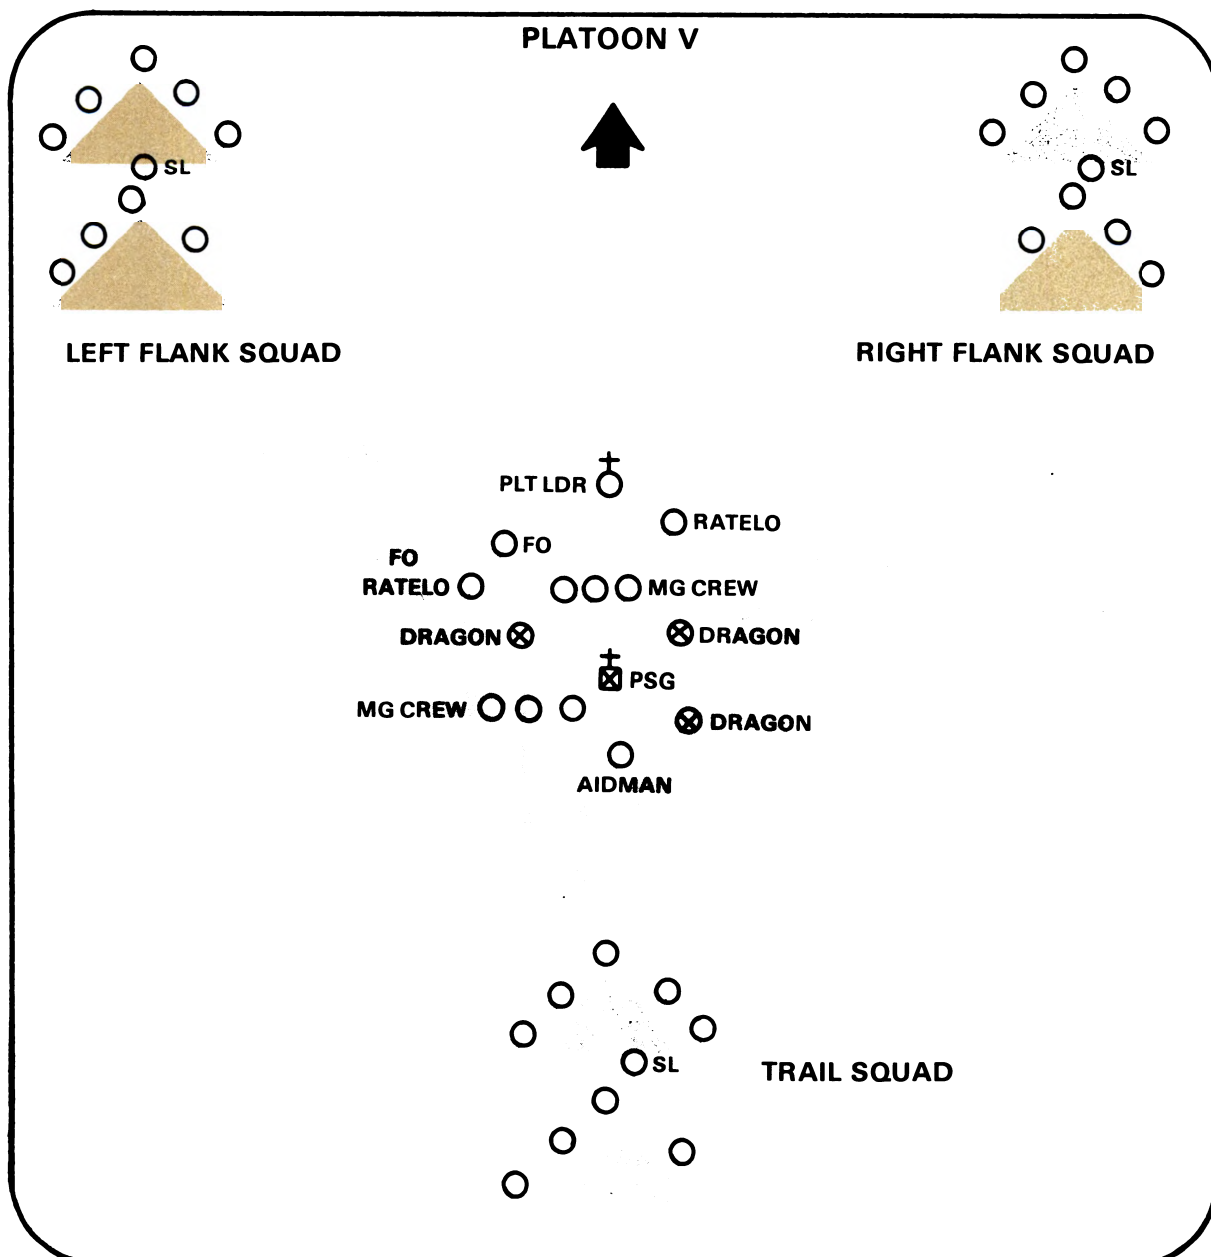 PLATOON V
SL
SL
LEFT FLANK SQUAD
RIGHT FLANK SQUAD
PLT LDR
RATELO
FO
FO
RATELO
MG CREW
DRAGON
DRAGON
PSG
MG CREW
DRAGON
AIDMAN
SL
TRAIL SQUAD